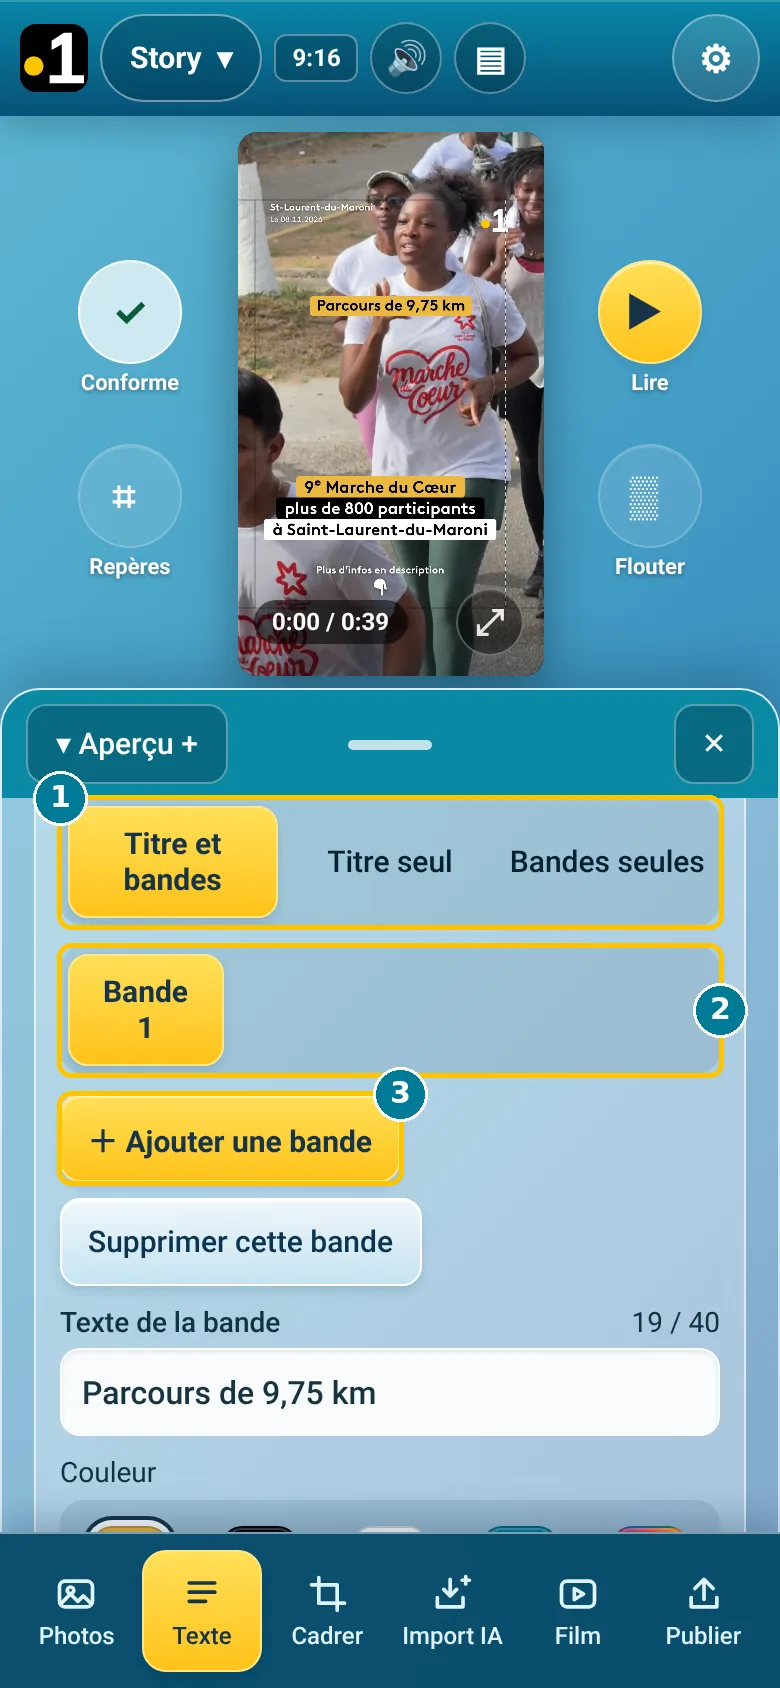 1
Story ▾
9:16
St-Laurent-du-Maroni
Le 08.11.2026
1
Parcours de 9,75 km
marche
du
Cœur
Conforme
Lire
Repères
Flouter
9e Marche du Cœur
plus de 800 participants
à Saint-Laurent-du-Maroni
Plus d'infos en description
0:00 / 0:39
▾ Aperçu +
✕
1
Titre et
bandes
Titre seul
Bandes seules
Bande
1
2
3
+ Ajouter une bande
Supprimer cette bande
Texte de la bande
19 / 40
Parcours de 9,75 km
Couleur
Photos
Texte
Cadrer
Import IA
Film
Publier